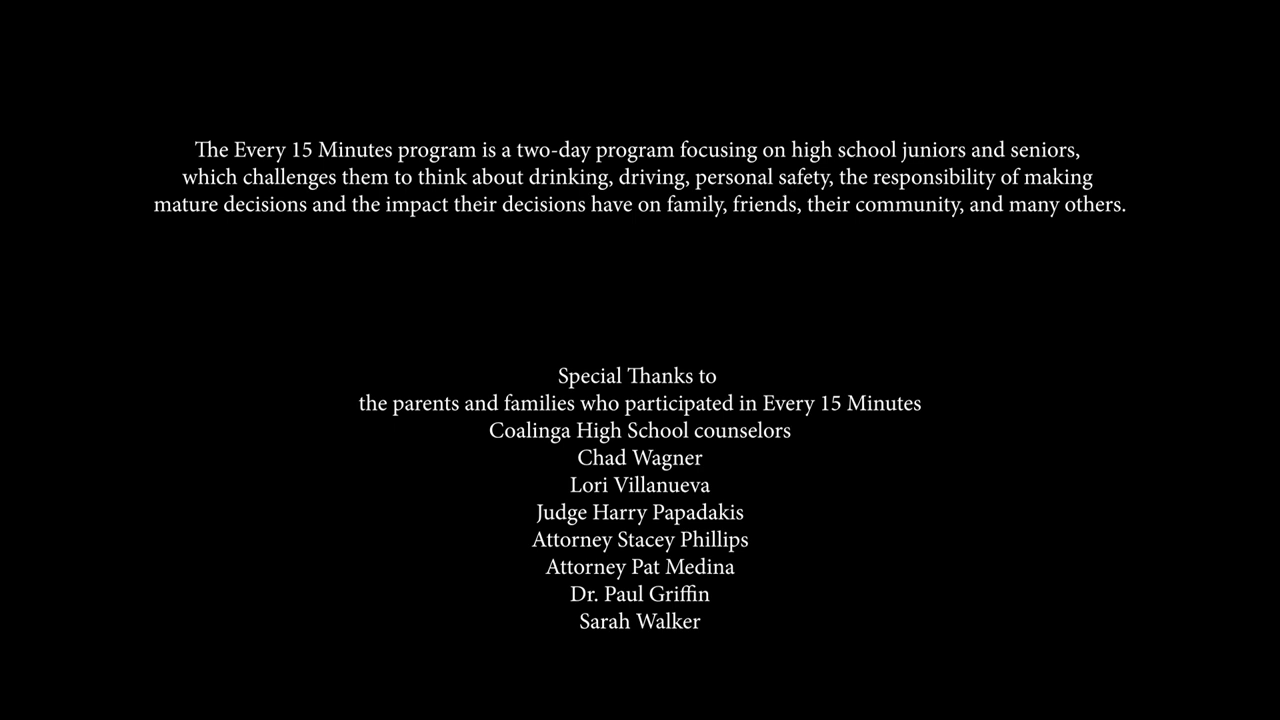 The Every 15 Minutes program is a two-day program focusing on high school juniors and seniors,
which challenges them to think about drinking, driving, personal safety, the responsibility of making
mature decisions and the impact their decisions have on family, friends, their community, and many others.
Special Thanks to
the parents and families who participated in Every 15 Minutes
Coalinga High School counselors
Chad Wagner
Lori Villanueva
Judge Harry Papadakis
Attorney Stacey Phillips
Attorney Pat Medina
Dr. Paul Griffin
Sarah Walker